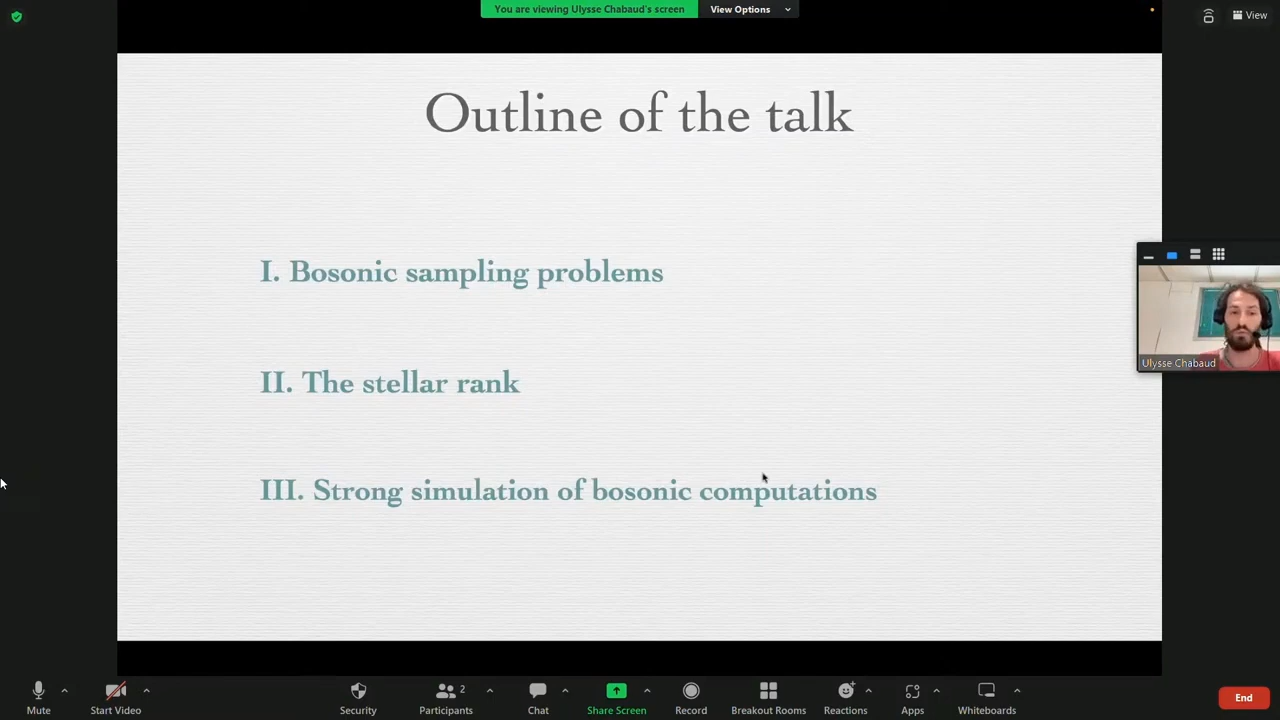 You are viewing Ulysse Chabaud's screen
View Options
View
Outline of the talk
I. Bosonic sampling problems
II. The stellar rank
III. Strong simulation of bosonic computations
Ulysse Chabaud
Mute
Start Video
Security
Participants
2
Chat
Share Screen
Record
Breakout Rooms
Reactions
Apps
Whiteboards
End